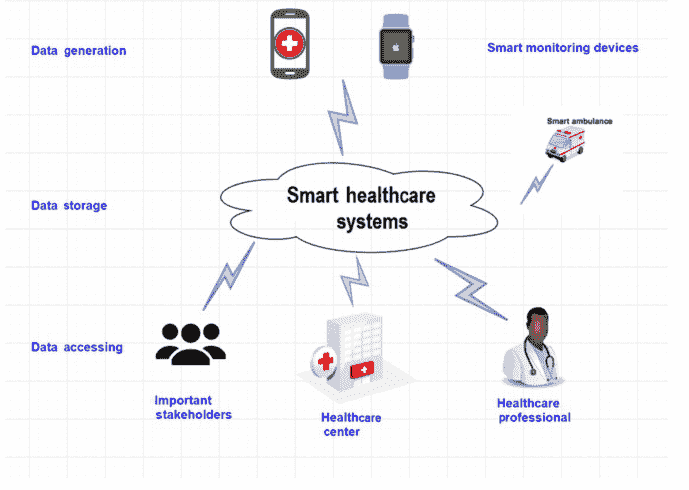 Data generation
Smart monitoring devices
Smart ambulance
Smart healthcare
systems
Data storage
Data accessing
Important
stakeholders
Healthcare
center
Healthcare
professional